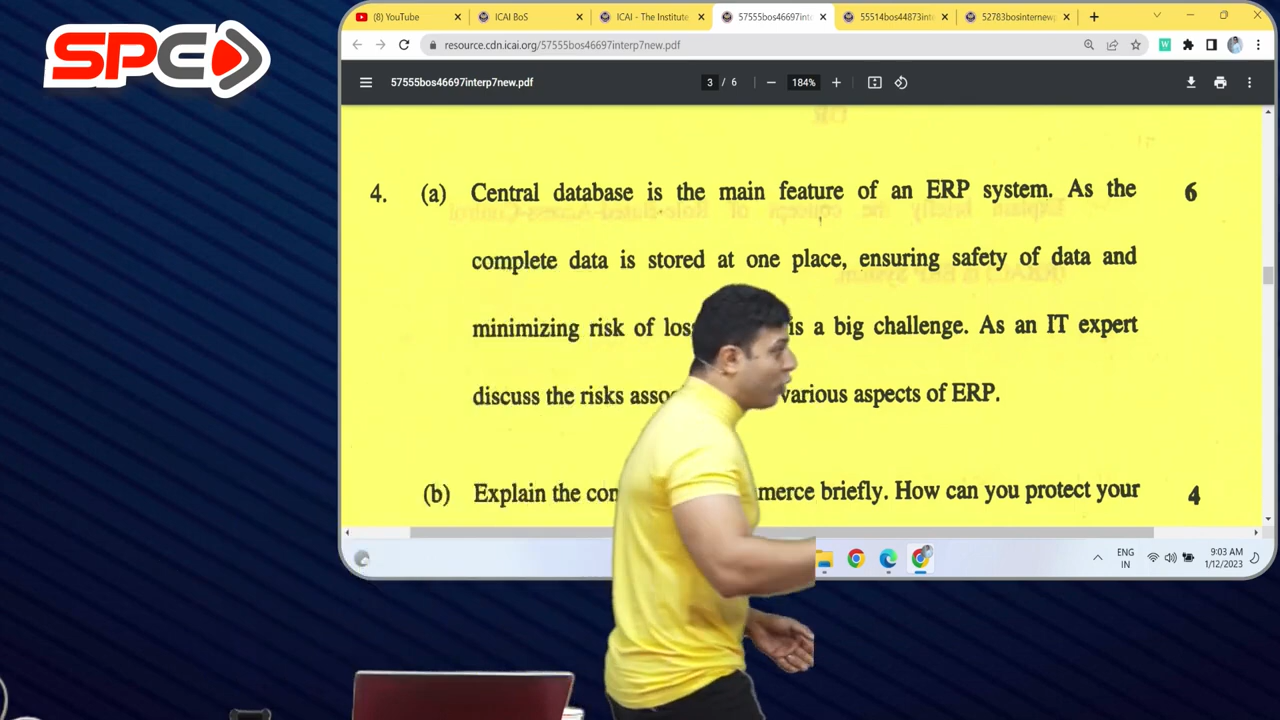 SPC
(8) YouTube
ICAI BoS
ICAI - The Institute
57555bos46697int
55514bos44873int
52783bosinternew
resource.cdn.icai.org/57555bos46697interp7new.pdf
57555bos46697interp7new.pdf
3 / 6
184%
4. (a) Central database is the main feature of an ERP system. As the 6
complete data is stored at one place, ensuring safety of data and
minimizing risk of los is a big challenge. As an IT expert
discuss the risks asso various aspects of ERP.
(b) Explain the con merce briefly. How can you protect your 4
ENG
IN
9:03 AM
1/12/2023